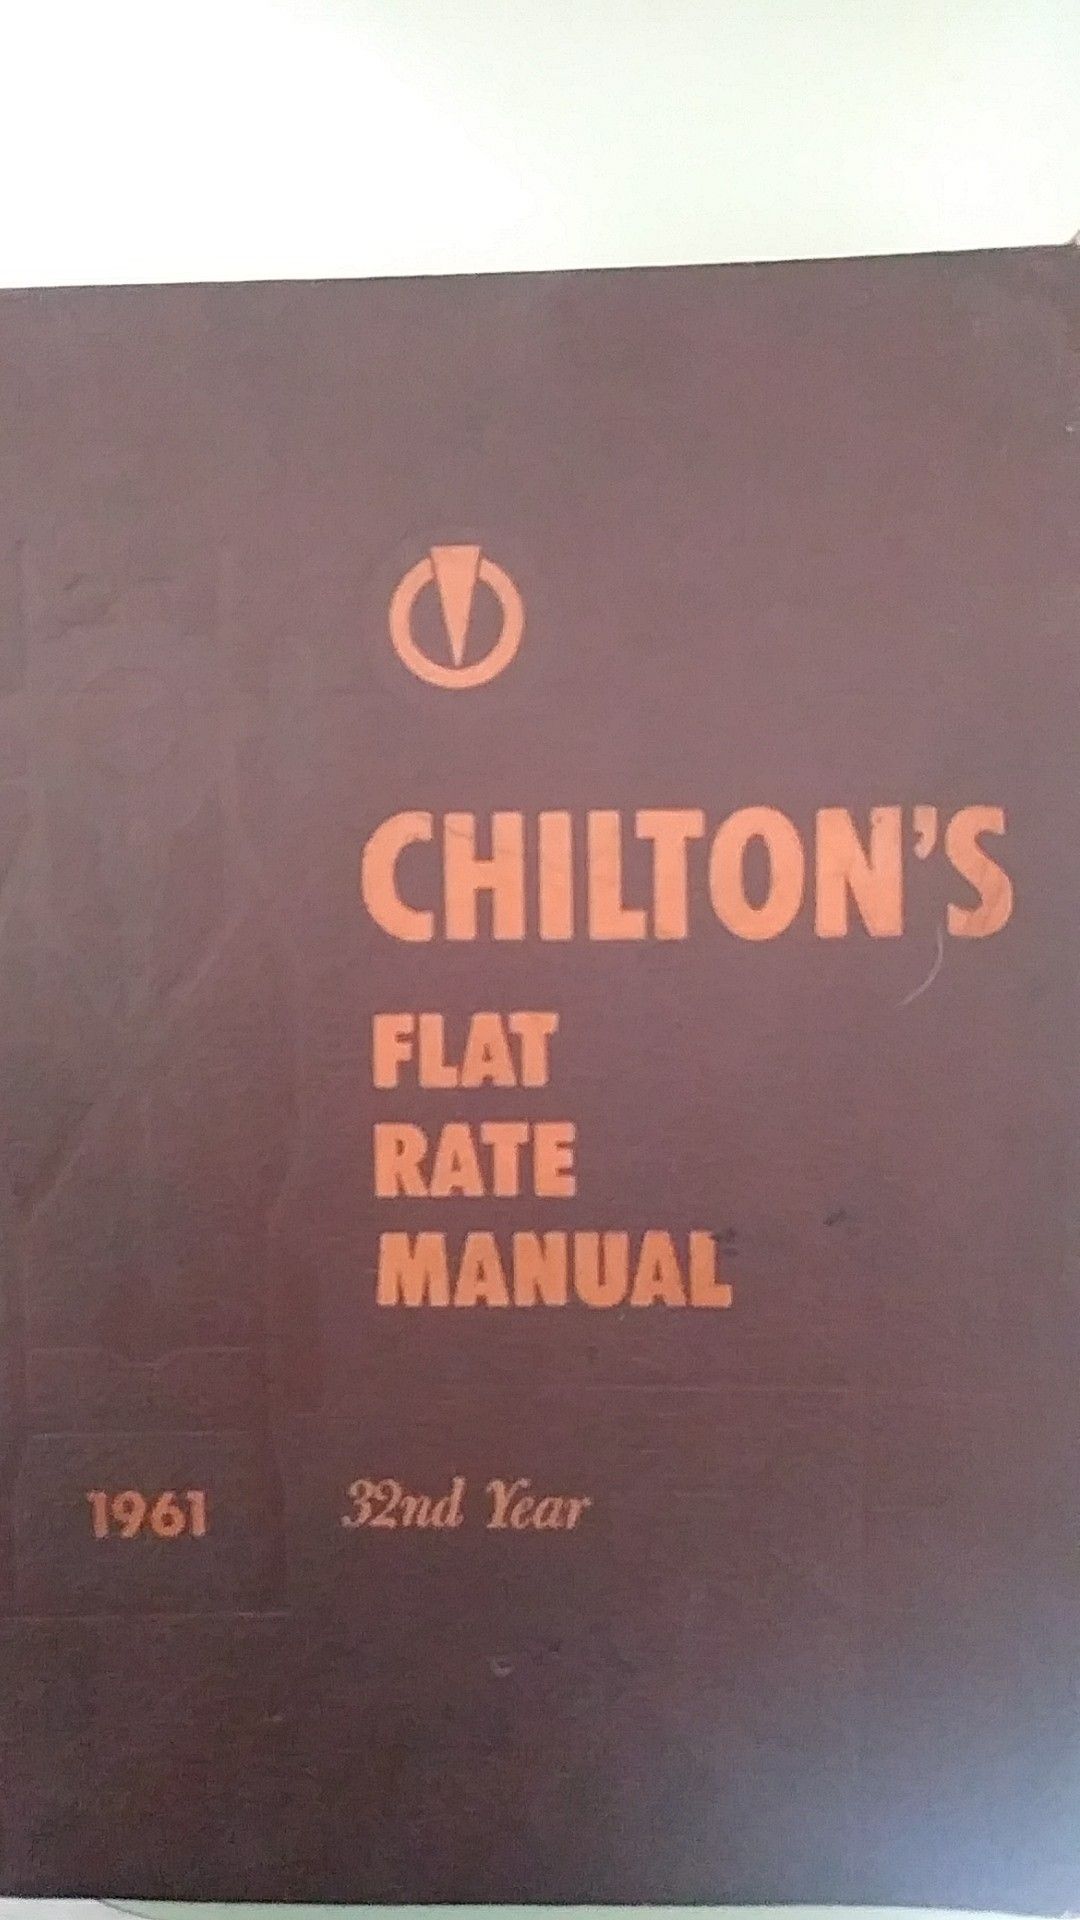 CHILTON'S
FLAT
RATE
MANUAL
1961
32nd Year